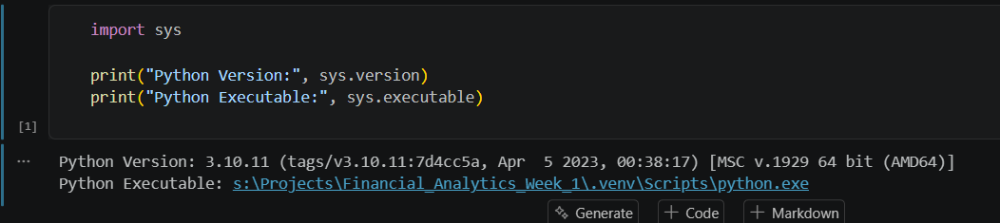 import sys
print("Python Version:", sys.version)
print("Python Executable:", sys.executable)
[1]
... Python Version: 3.10.11 (tags/v3.10.11:7d4cc5a, Apr  5 2023, 00:38:17) [MSC v.1929 64 bit (AMD64)]
Python Executable: s:\Projects\Financial_Analytics_Week_1\.venv\Scripts\python.exe
Generate + Code + Markdown